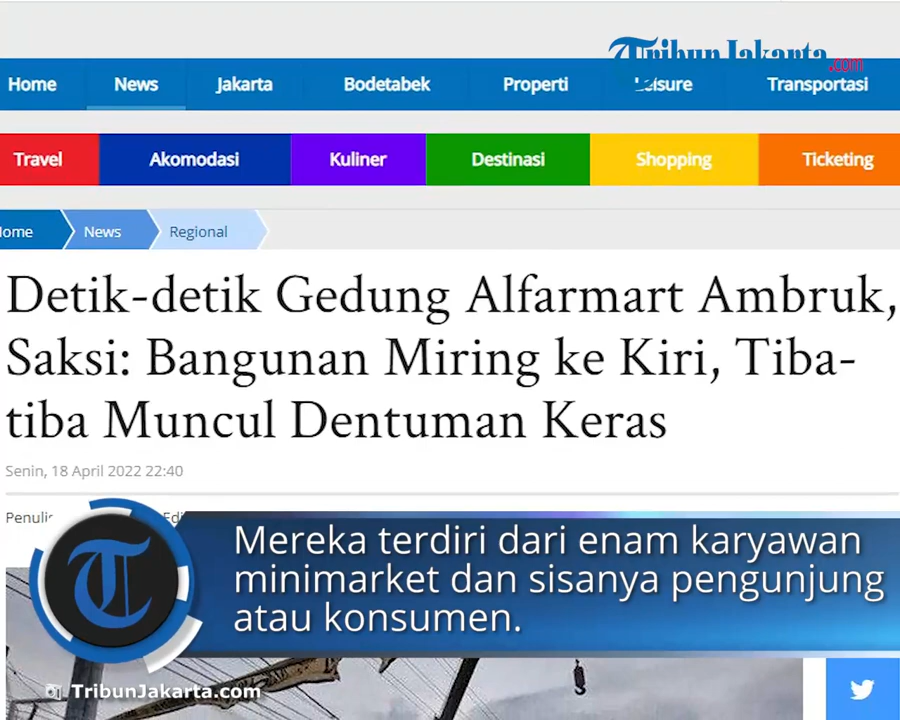 TribunJakarta
.com
Home News Jakarta Bodetabek Properti Transportasi
Travel Akomodasi Kuliner Destinasi Shopping Ticketing
News Regional
Detik-detik Gedung Alfarmart Ambruk,
Saksi: Bangunan Miring ke Kiri, Tiba-
tiba Muncul Dentuman Keras
Senin, 18 April 2022 22:40
Mereka terdiri dari enam karyawan
minimarket dan sisanya pengunjung
atau konsumen.
T
TribunJakarta.com